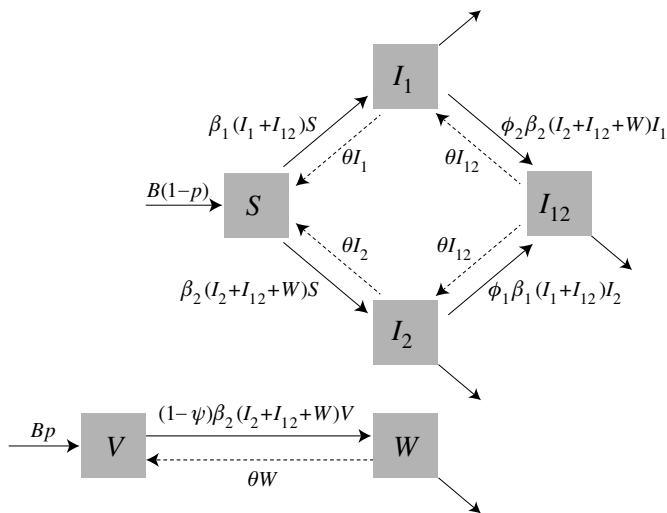 I₁
β₁(I₁+I₁₂)S
ϕ₂β₂(I₂+I₁₂+W)I₁
θI₁
θI₁₂
B(1−p)
S
I₁₂
θI₂
θI₁₂
β₂(I₂+I₁₂+W)S
ϕ₁β₁(I₁+I₁₂)I₂
I₂
(1−ψ)β₂(I₂+I₁₂+W)V
Bp
V
W
θW